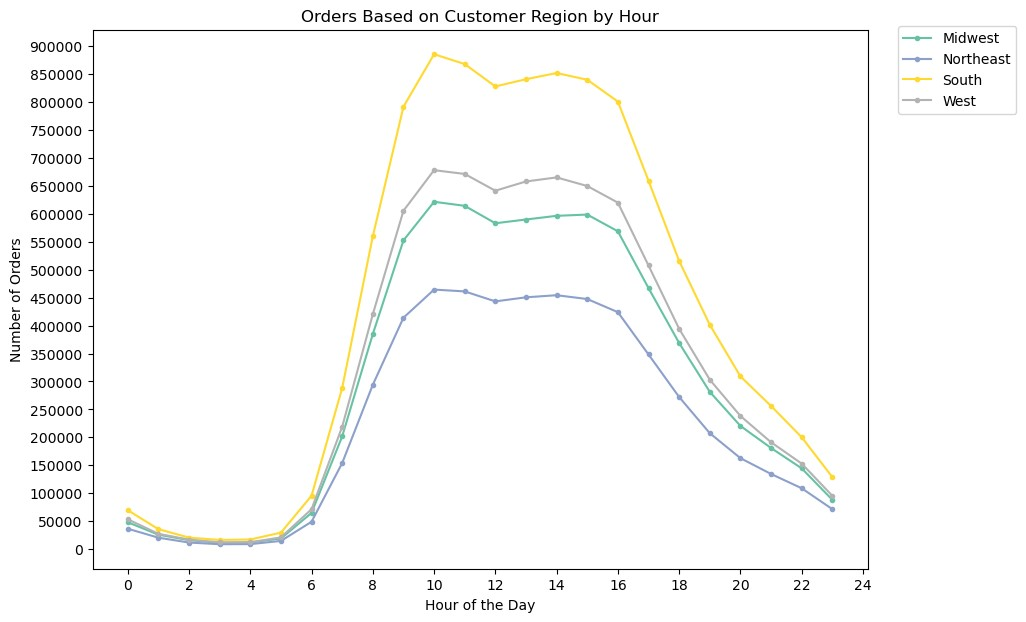 Orders Based on Customer Region by Hour
Midwest
Northeast
South
West
Number of Orders
900000
850000
800000
750000
700000
650000
600000
550000
500000
450000
400000
350000
300000
250000
200000
150000
100000
50000
0
0 2 4 6 8 10 12 14 16 18 20 22 24
Hour of the Day